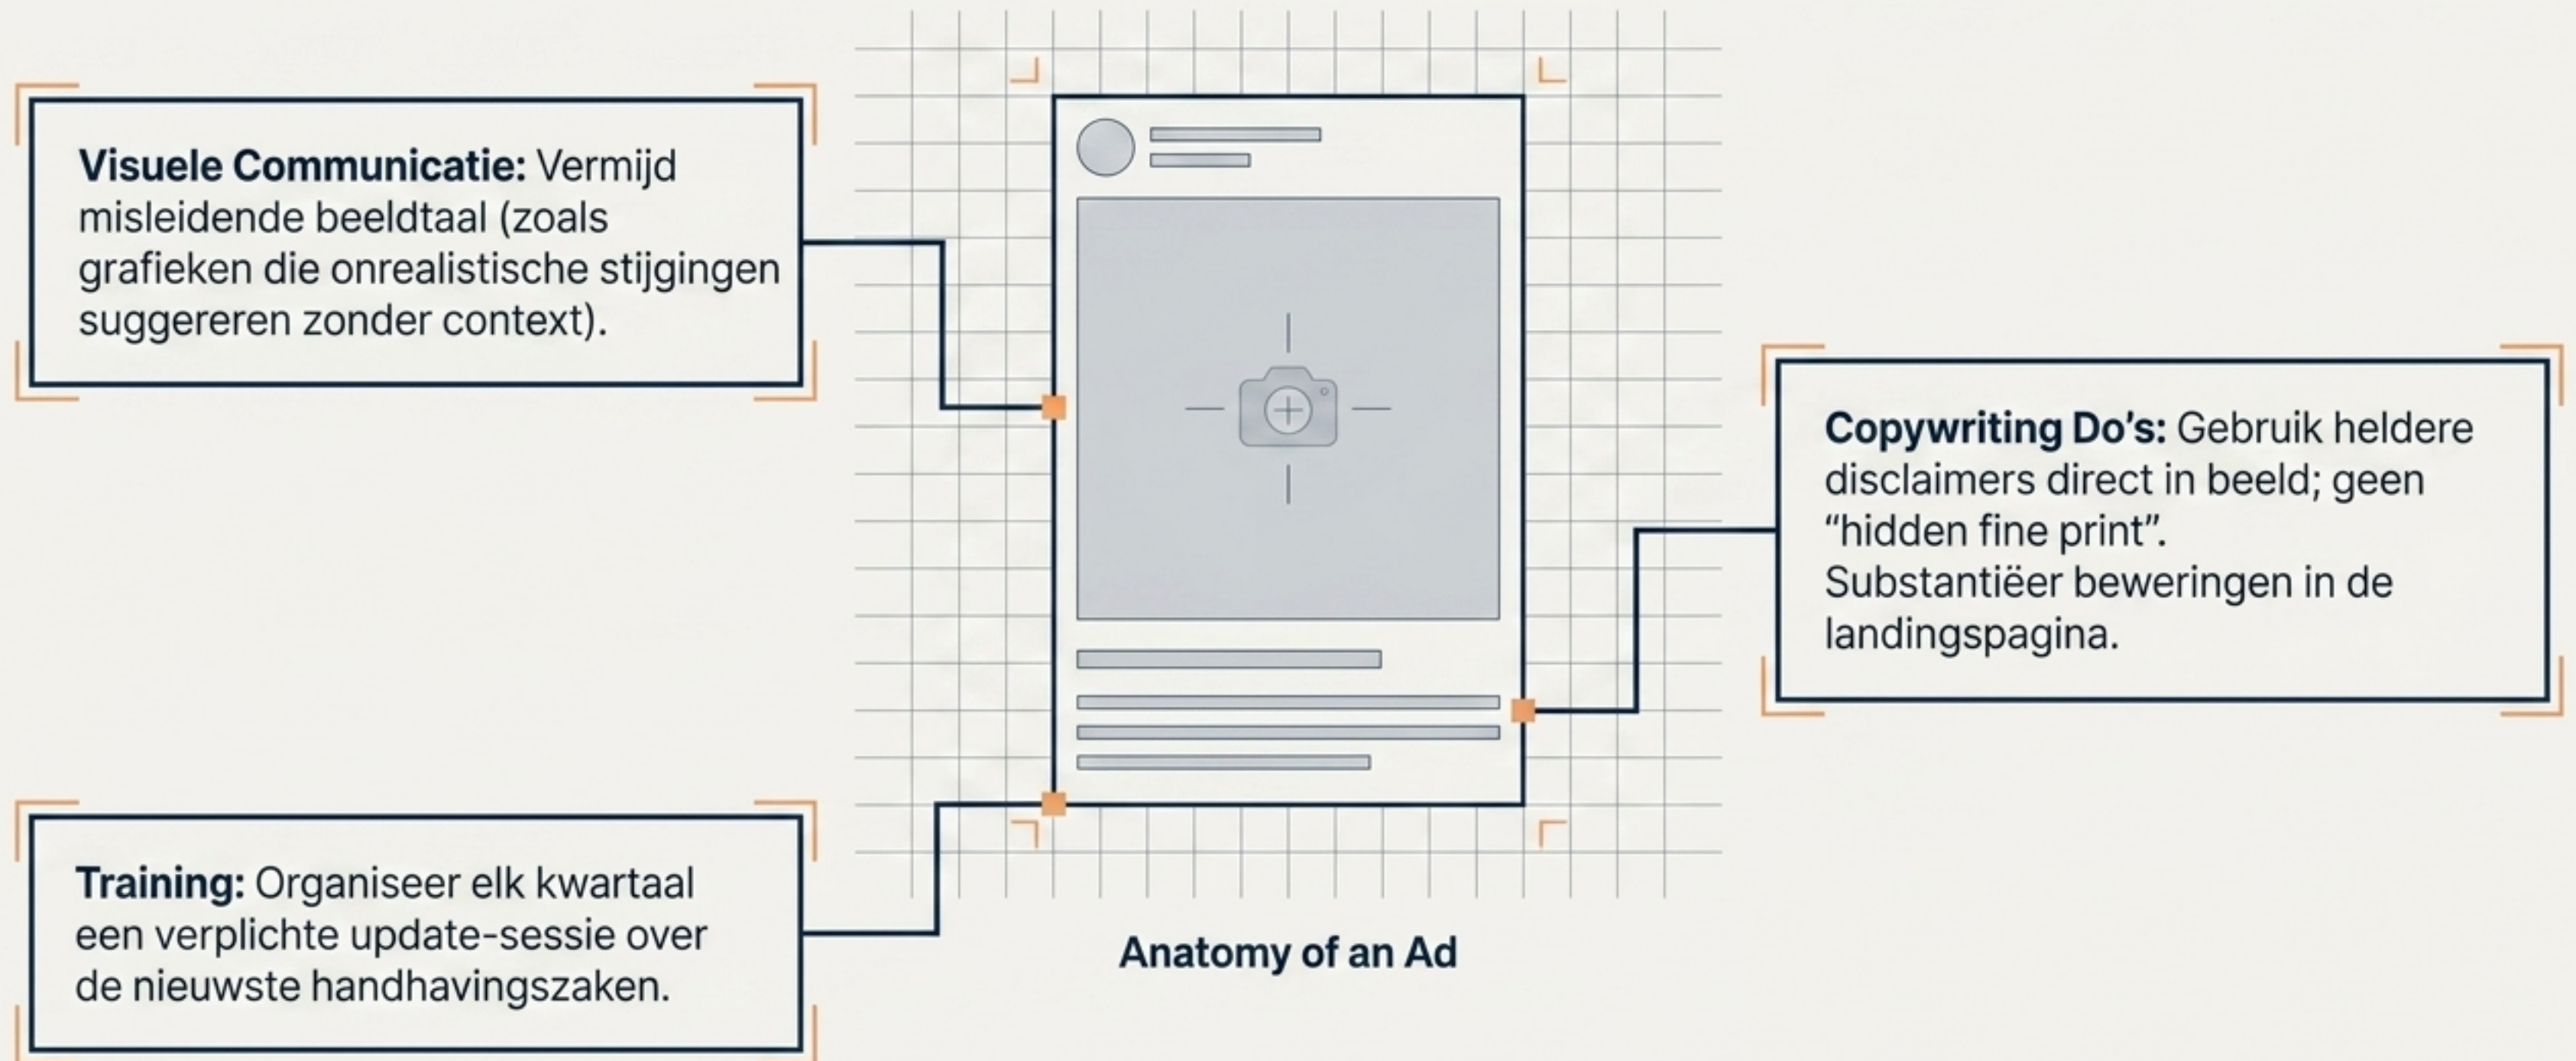 Visuele Communicatie: Vermijd
misleidende beeldtaal (zoals
grafieken die onrealistische stijgingen
suggereren zonder context).
Copywriting Do’s: Gebruik heldere
disclaimers direct in beeld; geen
“hidden fine print”.
Substantiëer beweringen in de
landingspagina.
Training: Organiseer elk kwartaal
een verplichte update-sessie over
de nieuwste handhavingszaken.
Anatomy of an Ad